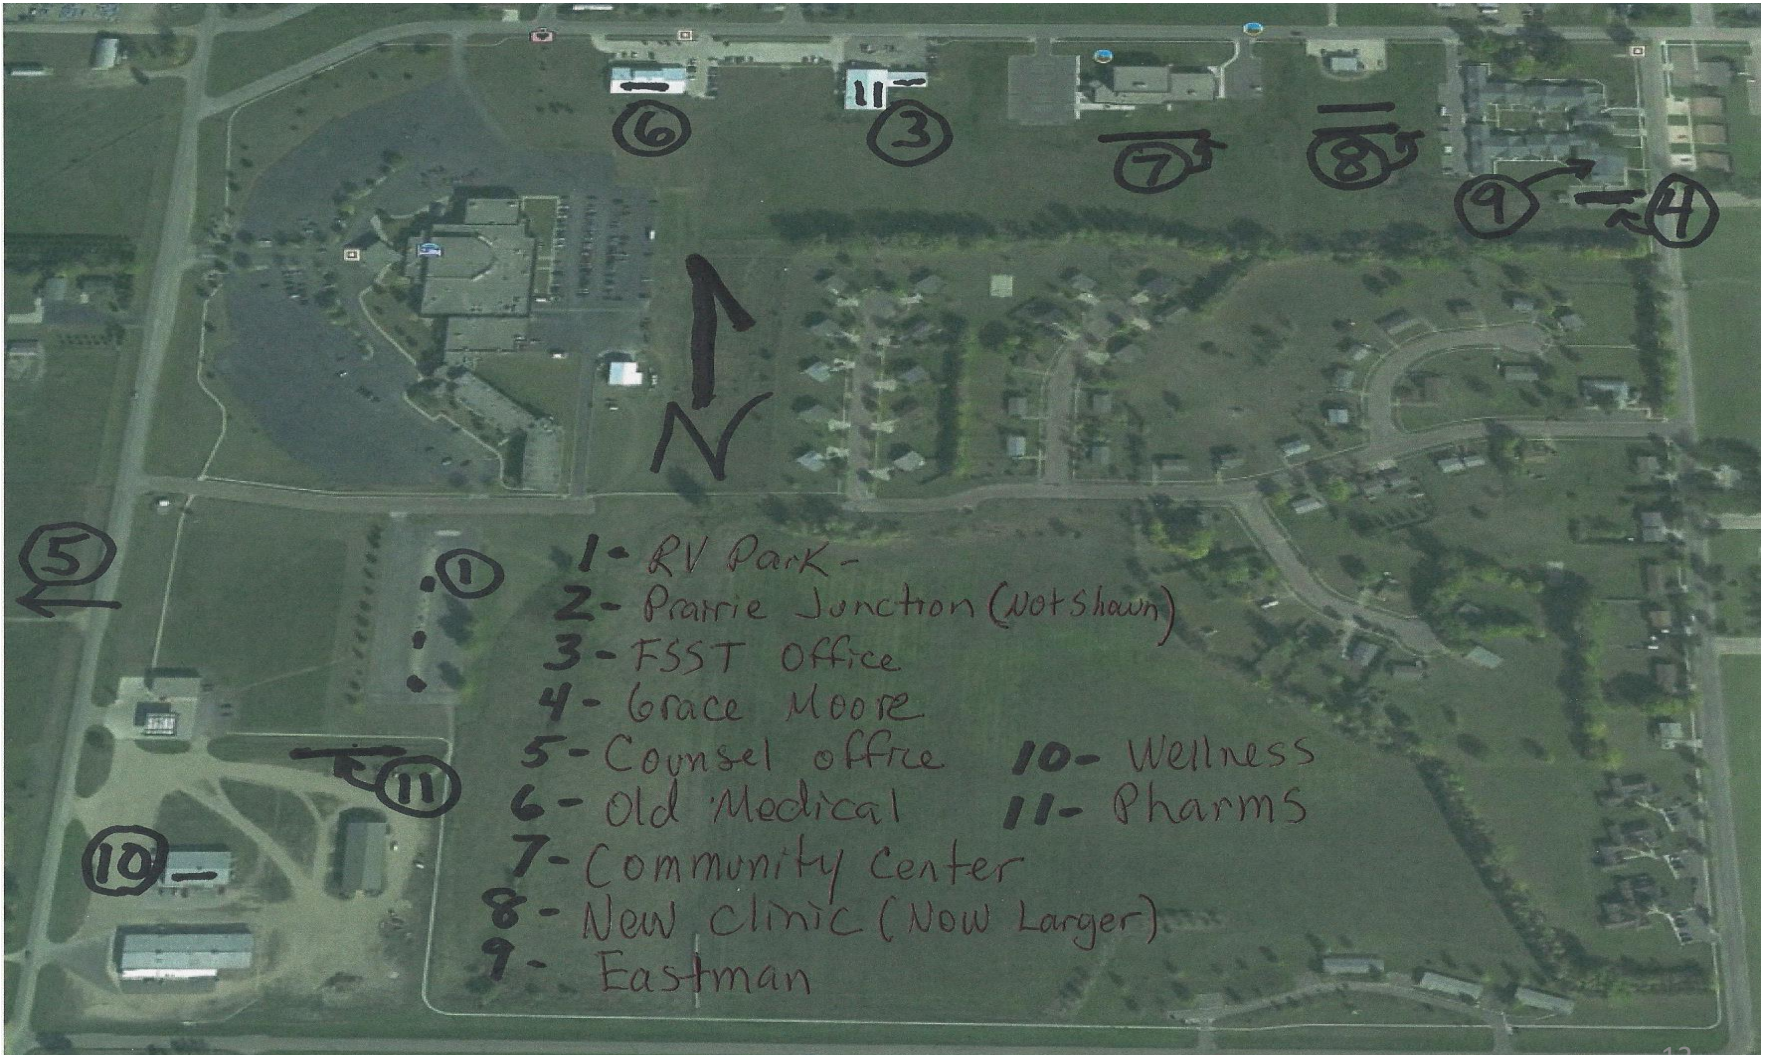 6
3
7
8
9
4
N
5
1
1- RV Park-
2- Prairie Junction (Not Shown)
3- FSST Office
4- Grace Moore
5- Counsel office 10- Wellness
11
6- Old Medical 11- Pharms
10
7- Community Center
8- New Clinic (Now Larger)
9- Eastman
12